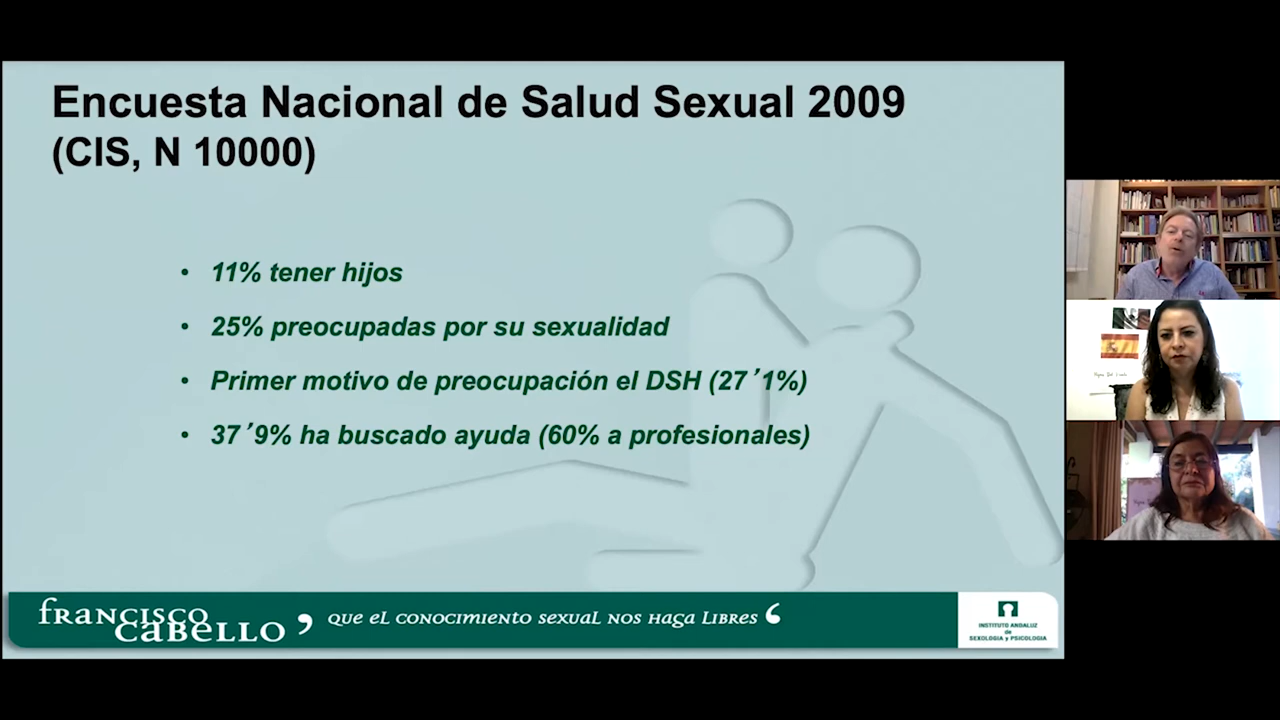 Encuesta Nacional de Salud Sexual 2009
(CIS, N 10000)
• 11% tener hijos
• 25% preocupadas por su sexualidad
• Primer motivo de preocupación el DSH (27´1%)
• 37´9% ha buscado ayuda (60% a profesionales)
francisco
cabello
que el conocimiento sexual nos haga libres
INSTITUTO ANDALUZ
de
SEXOLOGIA y PSICOLOGIA